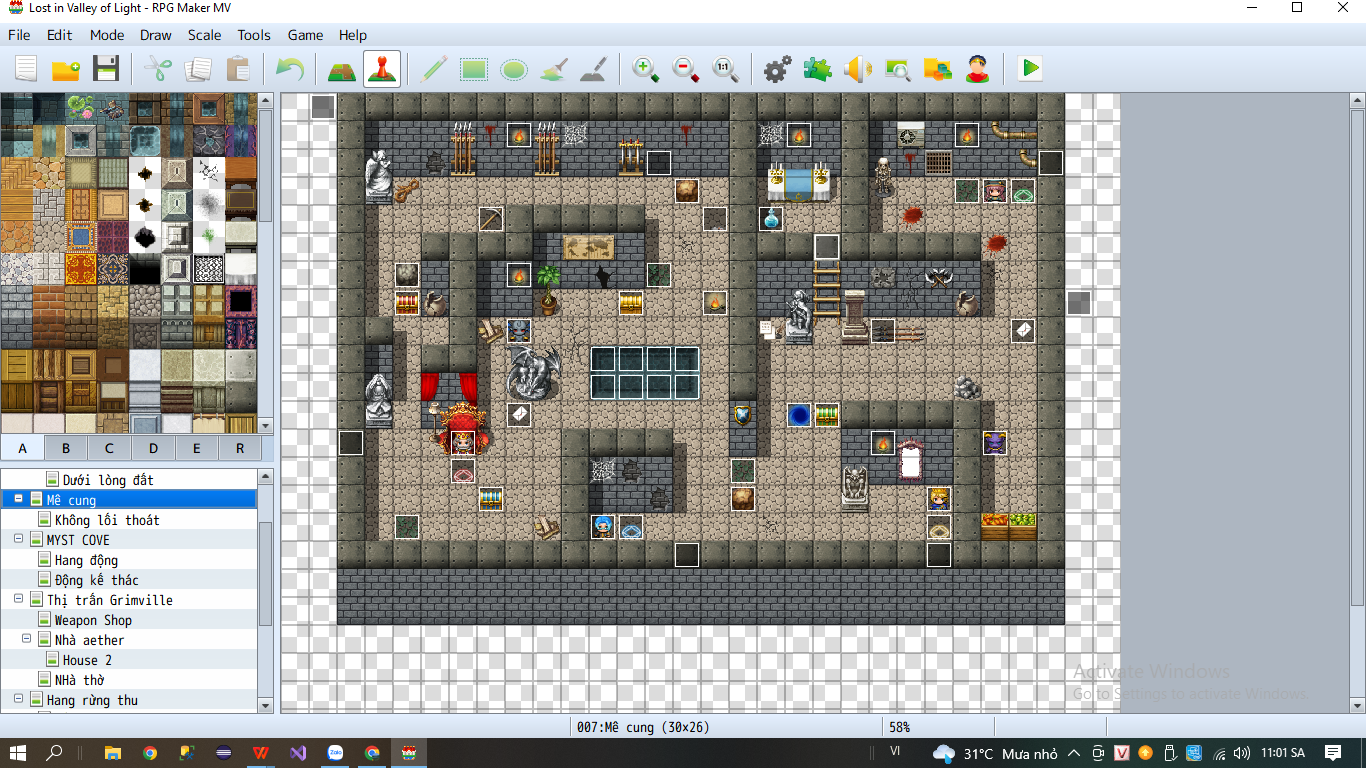 Lost in Valley of Light - RPG Maker MV
File Edit Mode Draw Scale Tools Game Help
1:1
A B C D E R
Dưới lòng đất
Mê cung
Không lối thoát
MYST COVE
Hang động
Động kế thác
Thị trấn Grimville
Weapon Shop
Nhà aether
House 2
NHà thờ
Hang rừng thu
Activate Windows
Go to Settings to activate Windows.
007:Mê cung (30x26) 58%
Zalo
VI
31°C Mưa nhỏ
V
11:01 SA